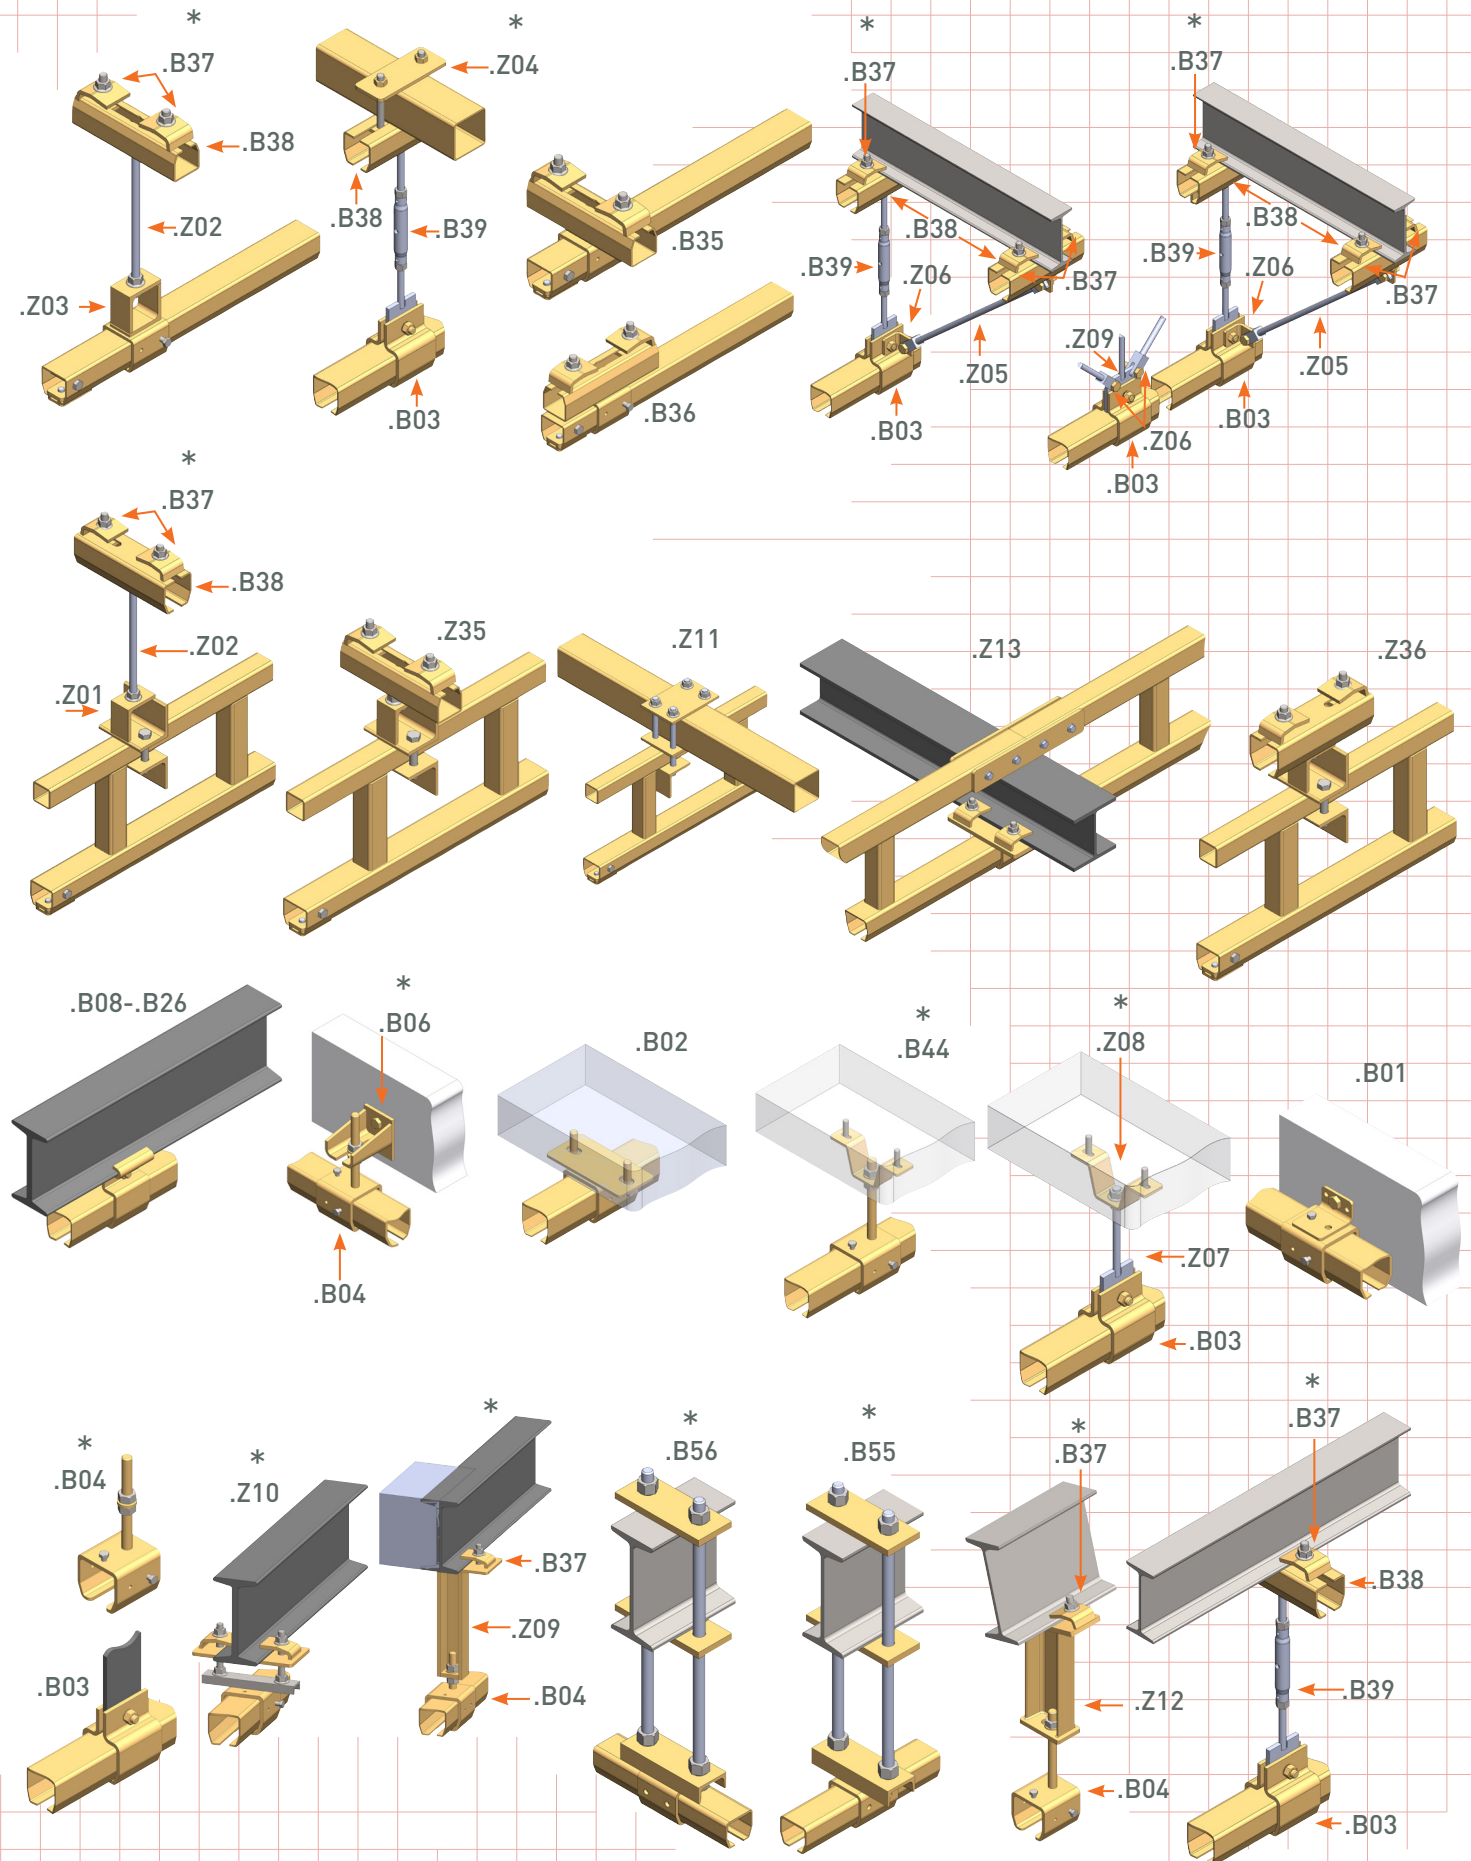 *
.B37
.B38
.Z02
.Z03
*
.Z04
.B38
.B39
.B03
.B35
.B36
*
.B37
.B38
.B39
.Z06
.B37
.Z05
.B03
*
.B37
.B38
.B39
.Z06
.B37
.Z09
.Z05
.B03
.Z06
.B03
*
.B37
.B38
.Z02
.Z01
.Z35
.Z11
.Z13
.Z36
.B08-.B26
*
.B06
.B04
.B02
*
.B44
*
.Z08
.Z07
.B03
.B01
*
.B04
.B03
*
.Z10
*
.B37
.Z09
.B04
*
.B56
*
.B55
*
.B37
.Z12
.B04
*
.B37
.B38
.B39
.B03